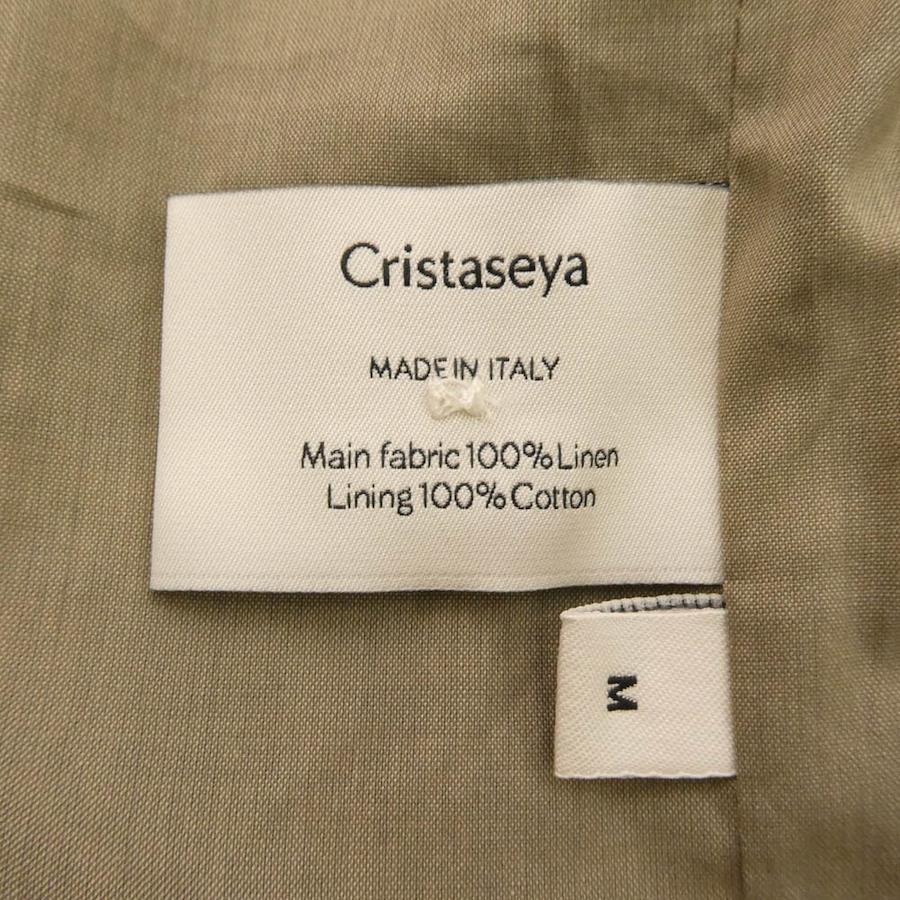 Cristaseya
MADE IN ITALY
Main fabric 100% Linen
Lining 100% Cotton
M